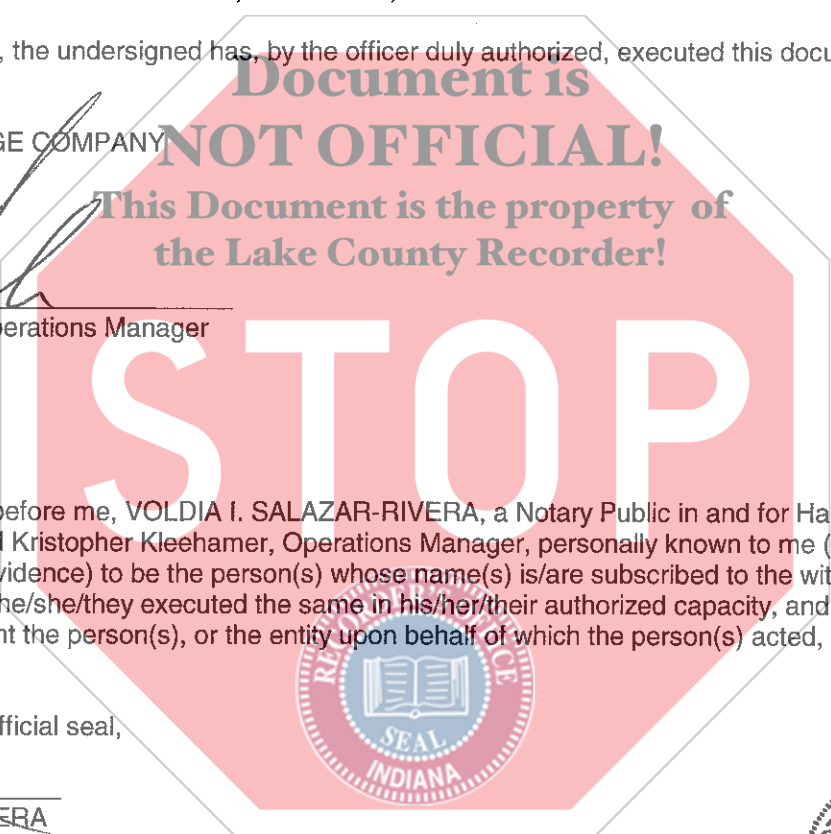 , the undersigned has, by the officer duly authorized, executed this docu
Document is
GE COMPANY
NOT OFFICIAL!
This Document is the property of
the Lake County Recorder!
perations Manager
STOP
before me, VOLDIA I. SALAZAR-RIVERA, a Notary Public in and for Ha
Kristopher Kleehamer, Operations Manager, personally known to me (
vidence) to be the person(s) whose name(s) is/are subscribed to the wit
he/she/they executed the same in his/her/their authorized capacity, and
nt the person(s), or the entity upon behalf of which the person(s) acted,
RECORDER'S OFFICE
SEAL
INDIANA
fficial seal,
ERA